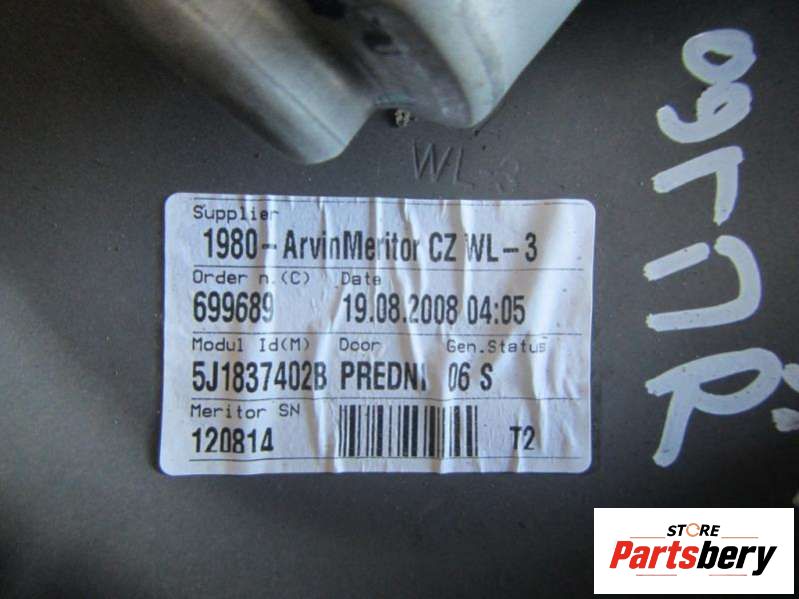 WL-3
Supplier
1980-ArvinMeritor CZ WL-3
Order n.(C) Date
699689 19.08.2008 04:05
Modul Id(M) Door Gen.Status
5J1837402B PREDNI 06 S
Meritor SN
120814 T2
STORE
Partsbery